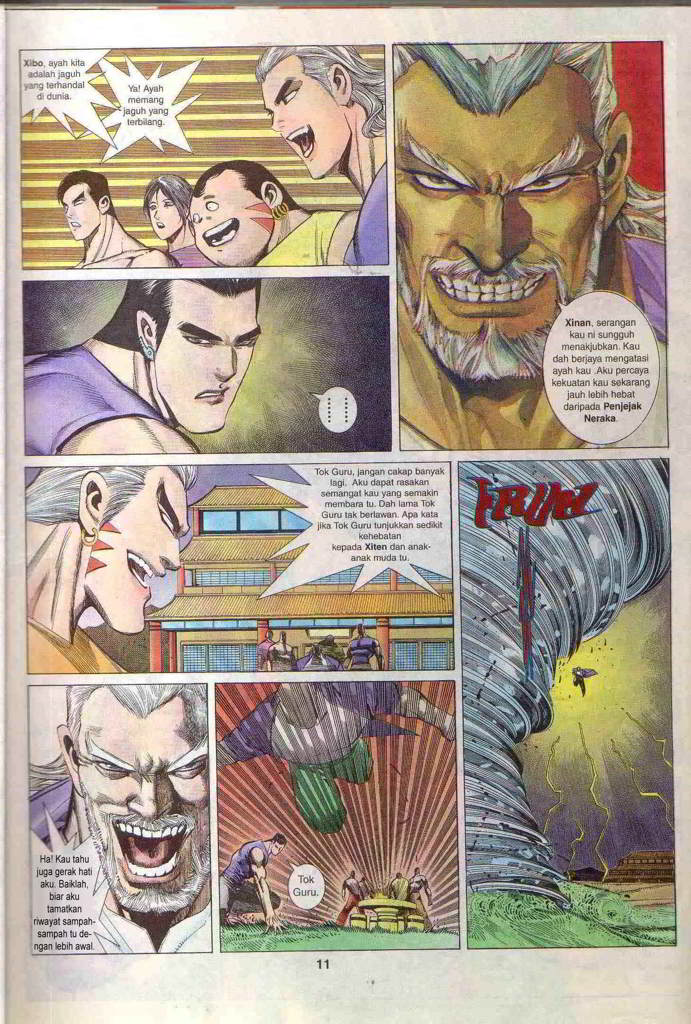 Xibo, ayah kita
adalah jaguh
yang terhandal
di dunia.
Ya! Ayah
memang
jaguh yang
terbilang.
Xinan, serangan
kau ni sungguh
menakjubkan. Kau
dah berjaya mengatasi
ayah kau .Aku percaya
kekuatan kau sekarang
jauh lebih hebat
daripada Penjejak
Neraka.
Tok Guru, jangan cakap banyak
lagi. Aku dapat rasakan
semangat kau yang semakin
membara tu. Dah lama Tok
Guru tak berlawan. Apa kata
jika Tok Guru tunjukkan sedikit
kehebatan
kepada Xiten dan anak-
anak muda tu.
Ha! Kau tahu
juga gerak hati
aku. Baiklah,
biar aku
tamatkan
riwayat sampah-
sampah tu de-
ngan lebih awal.
Tok
Guru.
11